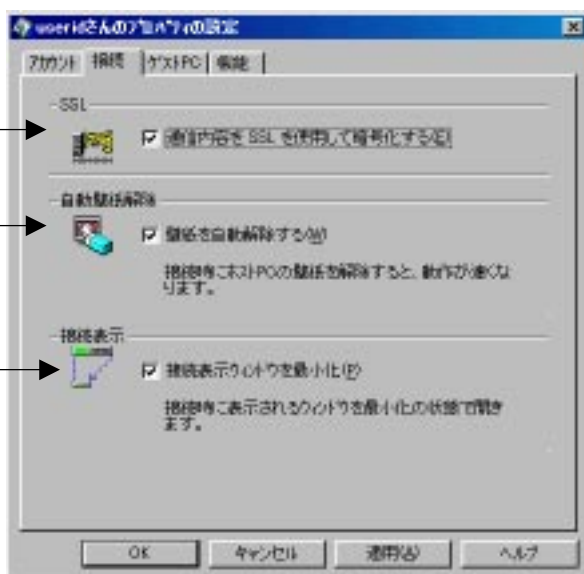 useridさんのプロパティの設定
アカウント 接続 ゲストPC 機能
SSL
通信内容を SSL を使用して暗号化する(E)
自動壁紙解除
壁紙を自動解除する(W)
接続時にホストPCの壁紙を解除すると、動作が速くな
ります。
接続表示
接続表示ウィンドウを最小化(P)
接続時に表示されるウィンドウを最小化の状態で開き
ます。
OK キャンセル 適用(A) ヘルプ